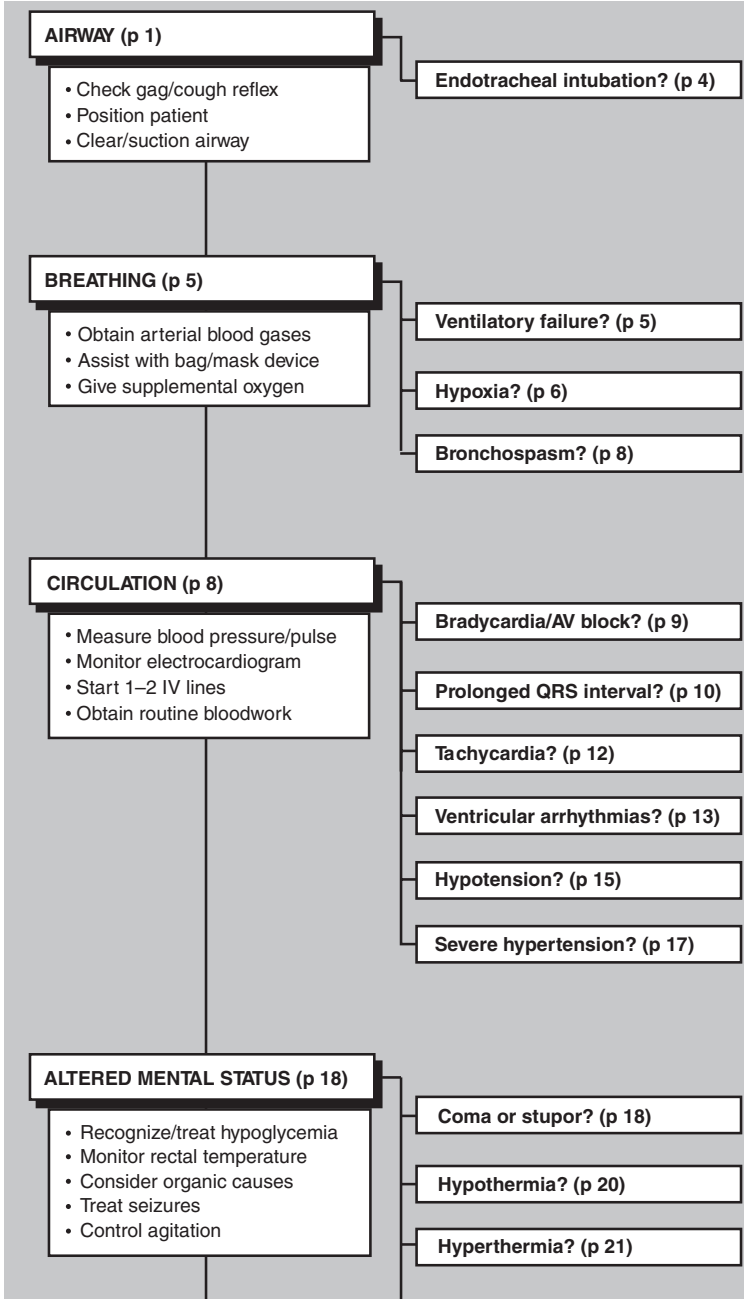 AIRWAY (p 1)
• Check gag/cough reflex
• Position patient
• Clear/suction airway
Endotracheal intubation? (p 4)
BREATHING (p 5)
• Obtain arterial blood gases
• Assist with bag/mask device
• Give supplemental oxygen
Ventilatory failure? (p 5)
Hypoxia? (p 6)
Bronchospasm? (p 8)
CIRCULATION (p 8)
• Measure blood pressure/pulse
• Monitor electrocardiogram
• Start 1–2 IV lines
• Obtain routine bloodwork
Bradycardia/AV block? (p 9)
Prolonged QRS interval? (p 10)
Tachycardia? (p 12)
Ventricular arrhythmias? (p 13)
Hypotension? (p 15)
Severe hypertension? (p 17)
ALTERED MENTAL STATUS (p 18)
• Recognize/treat hypoglycemia
• Monitor rectal temperature
• Consider organic causes
• Treat seizures
• Control agitation
Coma or stupor? (p 18)
Hypothermia? (p 20)
Hyperthermia? (p 21)